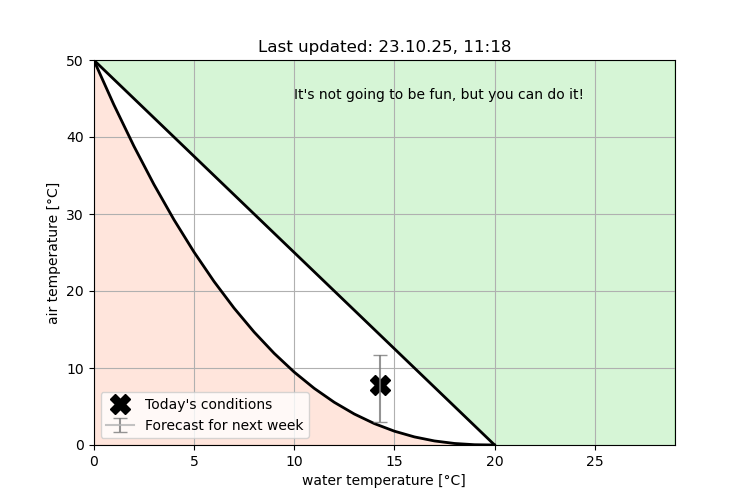 Last updated: 23.10.25, 11:18
50
It's not going to be fun, but you can do it!
40
30
air temperature [°C]
20
10
Today's conditions
Forecast for next week
0
0 5 10 15 20 25
water temperature [°C]